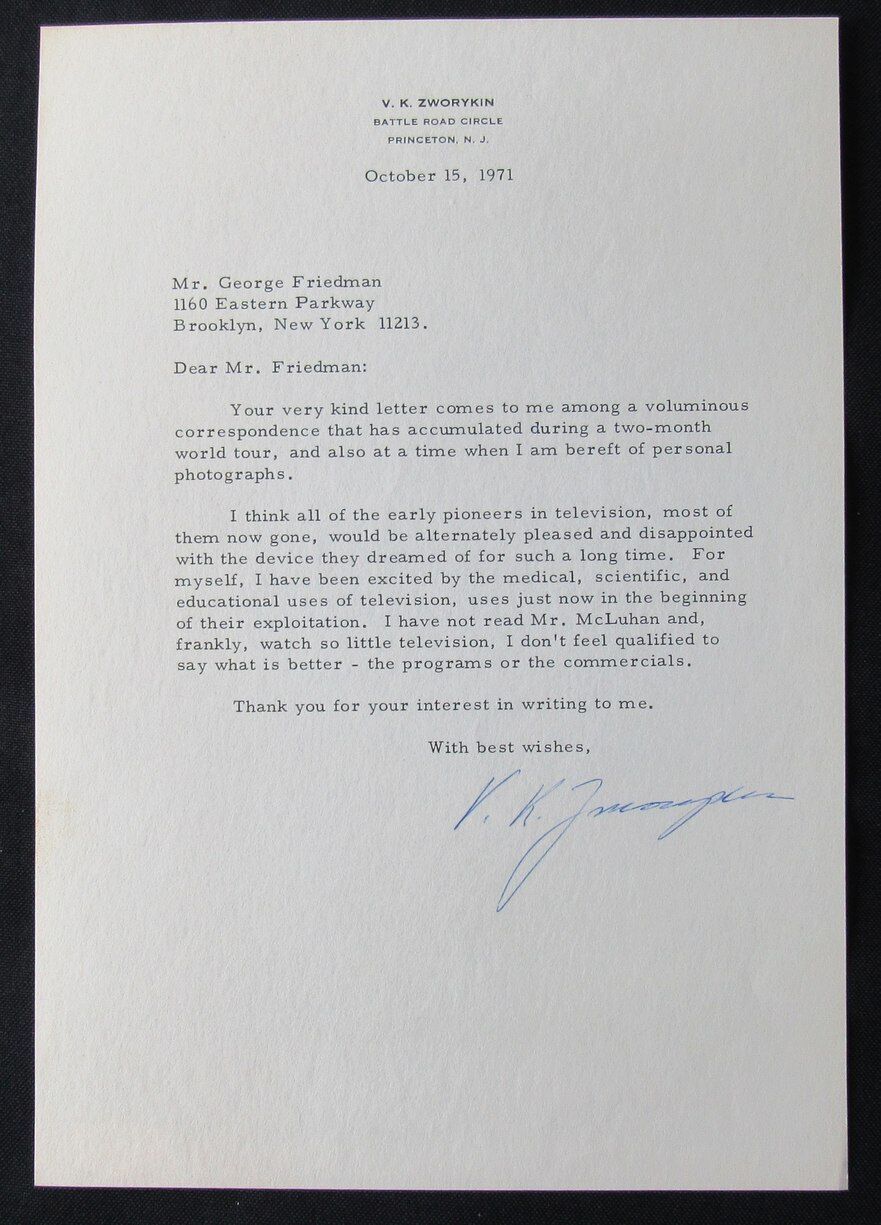 V. K. ZWORYKIN
BATTLE ROAD CIRCLE
PRINCETON, N. J.
October 15, 1971
Mr. George Friedman
1160 Eastern Parkway
Brooklyn, New York 11213.
Dear Mr. Friedman:
Your very kind letter comes to me among a voluminous
correspondence that has accumulated during a two-month
world tour, and also at a time when I am bereft of personal
photographs.
I think all of the early pioneers in television, most of
them now gone, would be alternately pleased and disappointed
with the device they dreamed of for such a long time. For
myself, I have been excited by the medical, scientific, and
educational uses of television, uses just now in the beginning
of their exploitation. I have not read Mr. McLuhan and,
frankly, watch so little television, I don't feel qualified to
say what is better - the programs or the commercials.
Thank you for your interest in writing to me.
With best wishes,
V. K. Zworykin